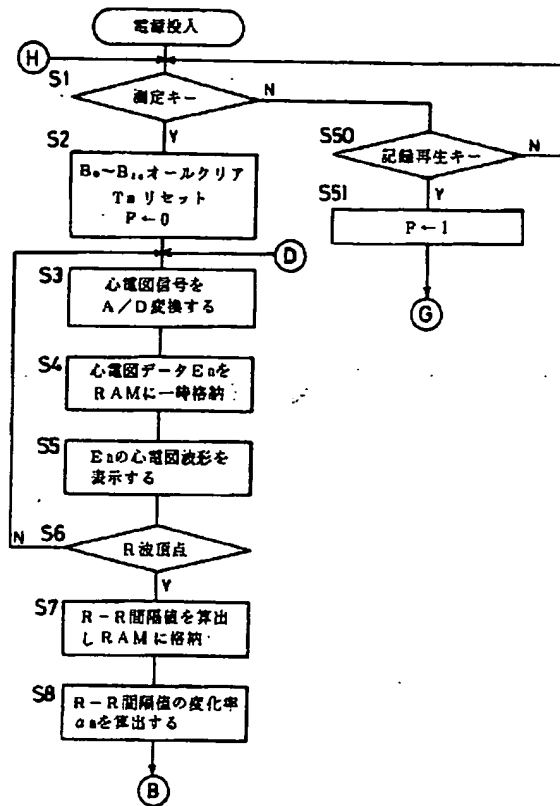 電源投入
H
S1
測定キー
N
Y
S50
記録再生キー
N
Y
S2
B₀〜B₁₀オールクリア
Tmリセット
P←0
S51
P←1
G
D
S3
心電図信号を
A/D変換する
S4
心電図データEnを
RAMに一時格納
S5
Enの心電図波形を
表示する
S6
R波頂点
N
Y
S7
R-R間隔値を算出
しRAMに格納
S8
R-R間隔値の変化率
αnを算出する
B